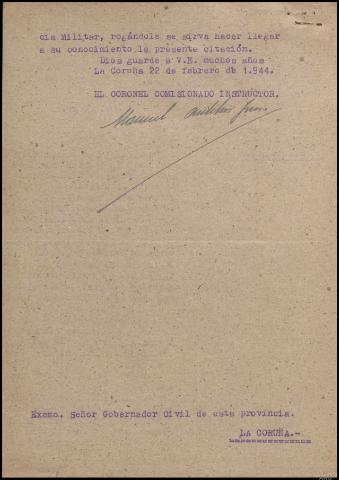 cia Militar, rogándole se sirva hacer llegar
a su conocimiento la presente citación.
Dios guarde a V.E. muchos años
La Coruña 22 de febrero de 1.944.
EL CORONEL COMISIONADO INSTRUCTOR.
Manuel
Excmo. Señor Gobernador Civil de esta provincia.
LA CORUÑA.-